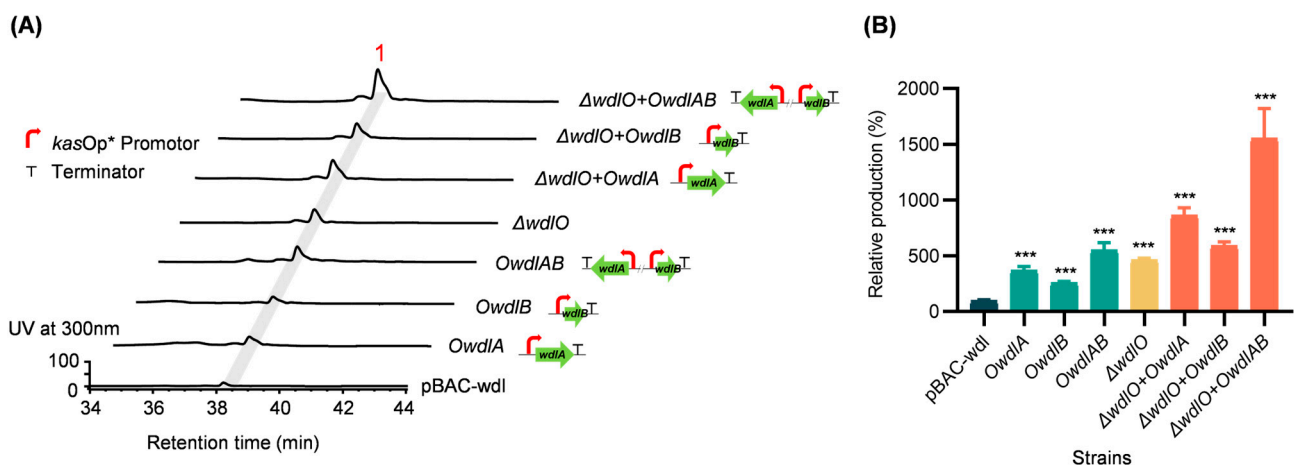 (A)
1
ΔwdlO+OwdlAB
T wdlA // wdlB T
kasOp* Promotor
ΔwdlO+OwdlB
wdlB T
T Terminator
ΔwdlO+OwdlA
wdlA T
ΔwdlO
OwdlAB
T wdlA // wdlB T
OwdlB
wdlB T
UV at 300nm
OwdlA
wdlA T
100
0
pBAC-wdl
34 36 38 40 42 44
Retention time (min)
(B)
Relative production (%)
2000
1500
1000
500
0
*** *** *** *** *** *** ***
pBAC-wdl
OwdlA
OwdlB
OwdlAB
ΔwdlO
ΔwdlO+OwdlA
ΔwdlO+OwdlB
ΔwdlO+OwdlAB
Strains